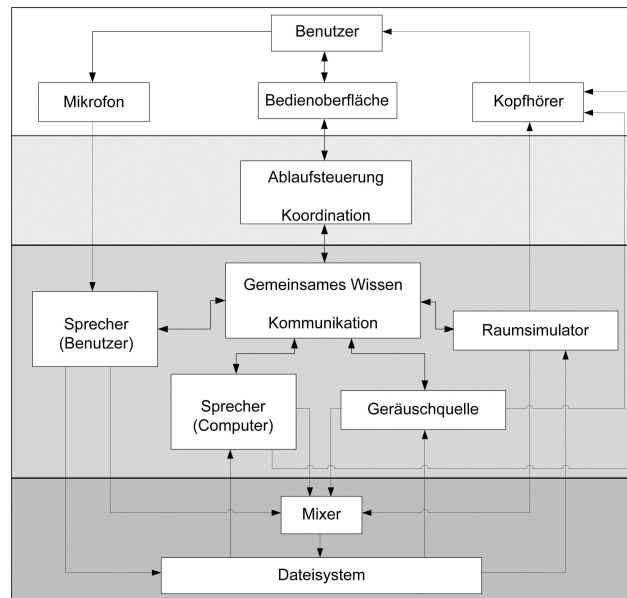 Benutzer
Mikrofon
Bedienoberfläche
Kopfhörer
Ablaufsteuerung
Koordination
Gemeinsames Wissen
Kommunikation
Sprecher
(Benutzer)
Raumsimulator
Sprecher
(Computer)
Geräuschquelle
Mixer
Dateisystem